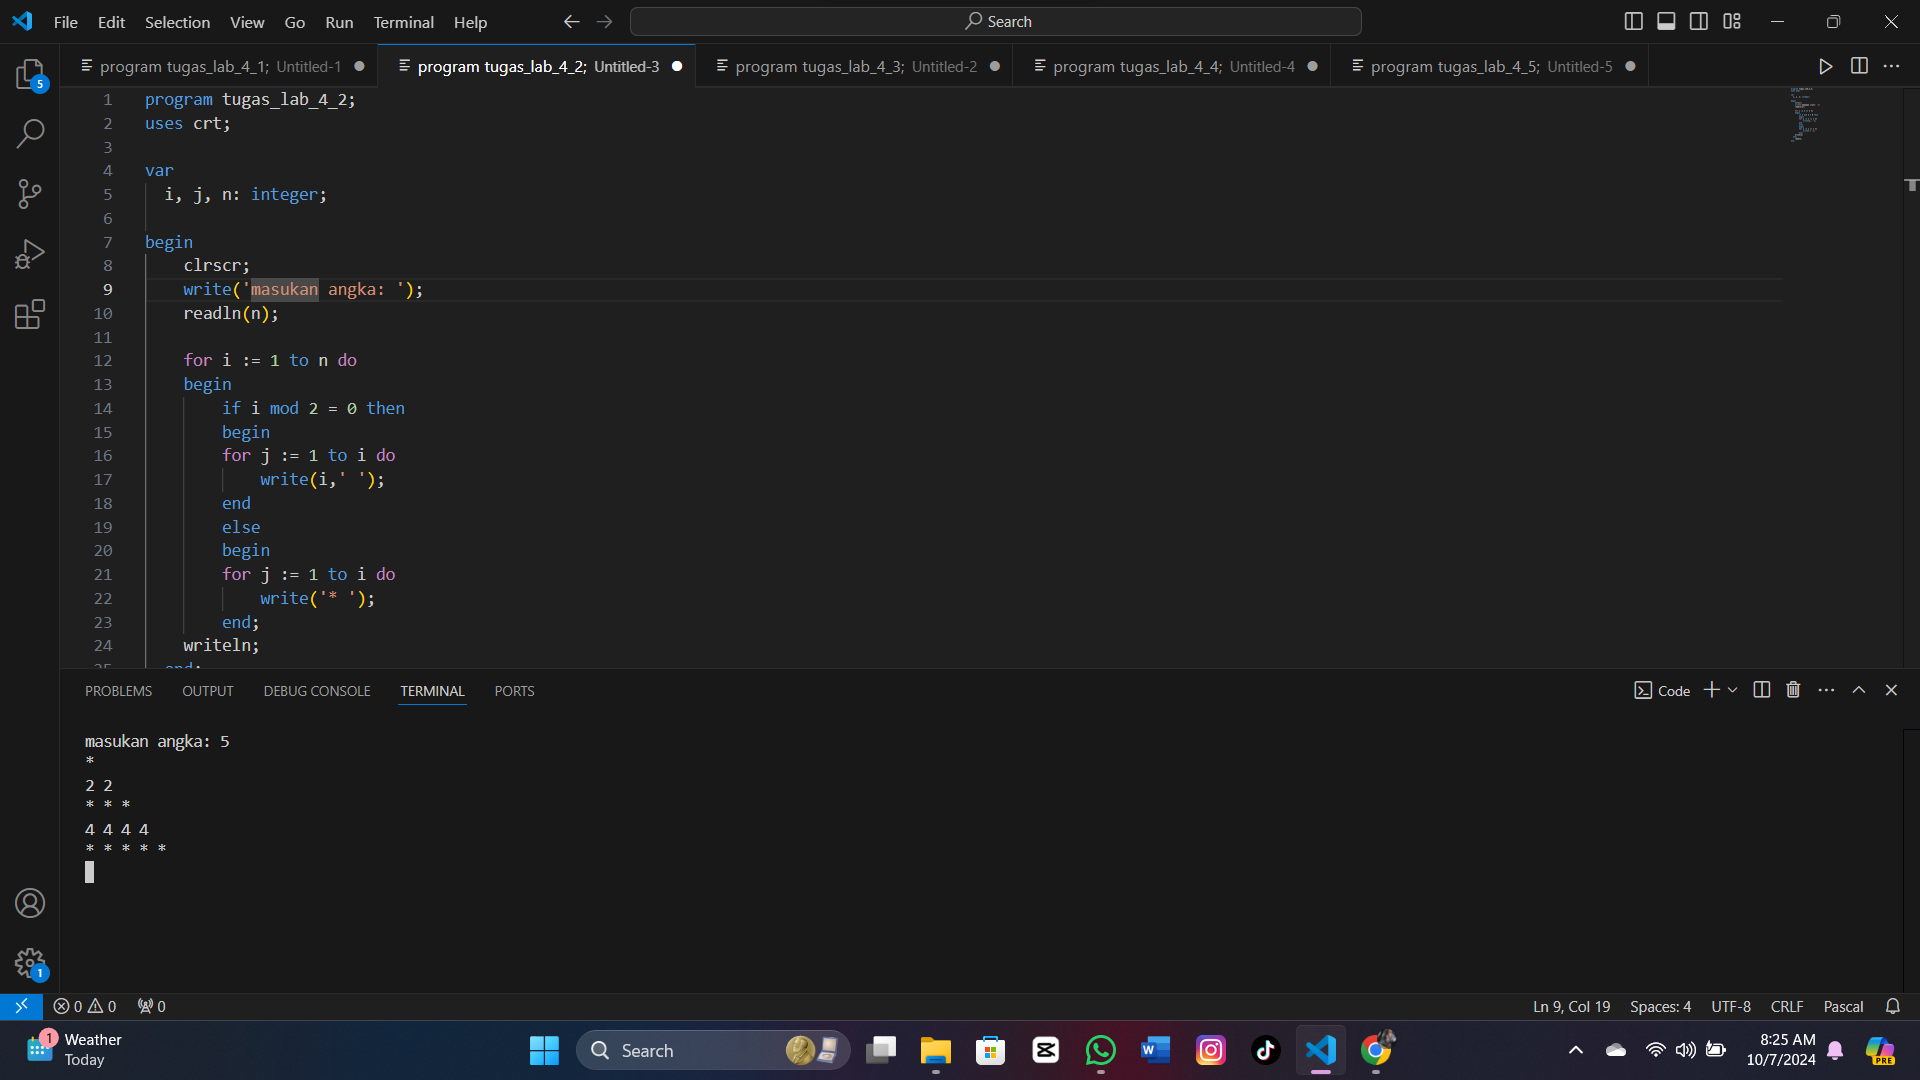 File Edit Selection View Go Run Terminal Help Search
program tugas_lab_4_1; Untitled-1 program tugas_lab_4_2; Untitled-3 program tugas_lab_4_3; Untitled-2 program tugas_lab_4_4; Untitled-4 program tugas_lab_4_5; Untitled-5
5
1 program tugas_lab_4_2;
2 uses crt;
3
4 var
5 i, j, n: integer;
6
7 begin
8 clrscr;
9 write('masukan angka: ');
10 readln(n);
11
12 for i := 1 to n do
13 begin
14 if i mod 2 = 0 then
15 begin
16 for j := 1 to i do
17 write(i,' ');
18 end
19 else
20 begin
21 for j := 1 to i do
22 write('* ');
23 end;
24 writeln;
25 end;
PROBLEMS OUTPUT DEBUG CONSOLE TERMINAL PORTS Code
masukan angka: 5
*
2 2
* * *
4 4 4 4
* * * * *
1
0 0 0 Ln 9, Col 19 Spaces: 4 UTF-8 CRLF Pascal
1 Weather
Today
Search
W
PRE
8:25 AM
10/7/2024